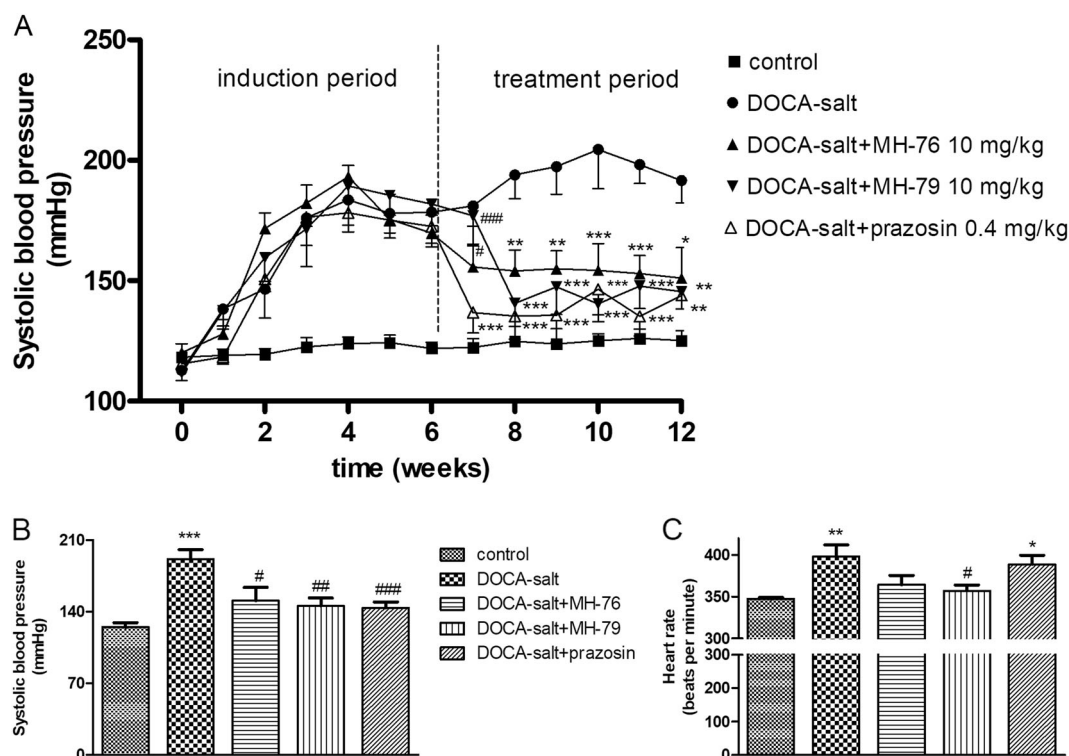 A
Systolic blood pressure
(mmHg)
250
200
150
100
induction period
treatment period
###
#
**
**
***
***
*
***
***
***
**
**
***
***
***
***
0
2
4
6
8
10
12
time (weeks)
control
DOCA-salt
DOCA-salt+MH-76 10 mg/kg
DOCA-salt+MH-79 10 mg/kg
DOCA-salt+prazosin 0.4 mg/kg
B
Systolic blood pressure
(mmHg)
210
140
70
0
***
#
##
###
control
DOCA-salt
DOCA-salt+MH-76
DOCA-salt+MH-79
DOCA-salt+prazosin
C
Heart rate
(beats per minute)
400
350
300
300
200
100
0
**
#
*